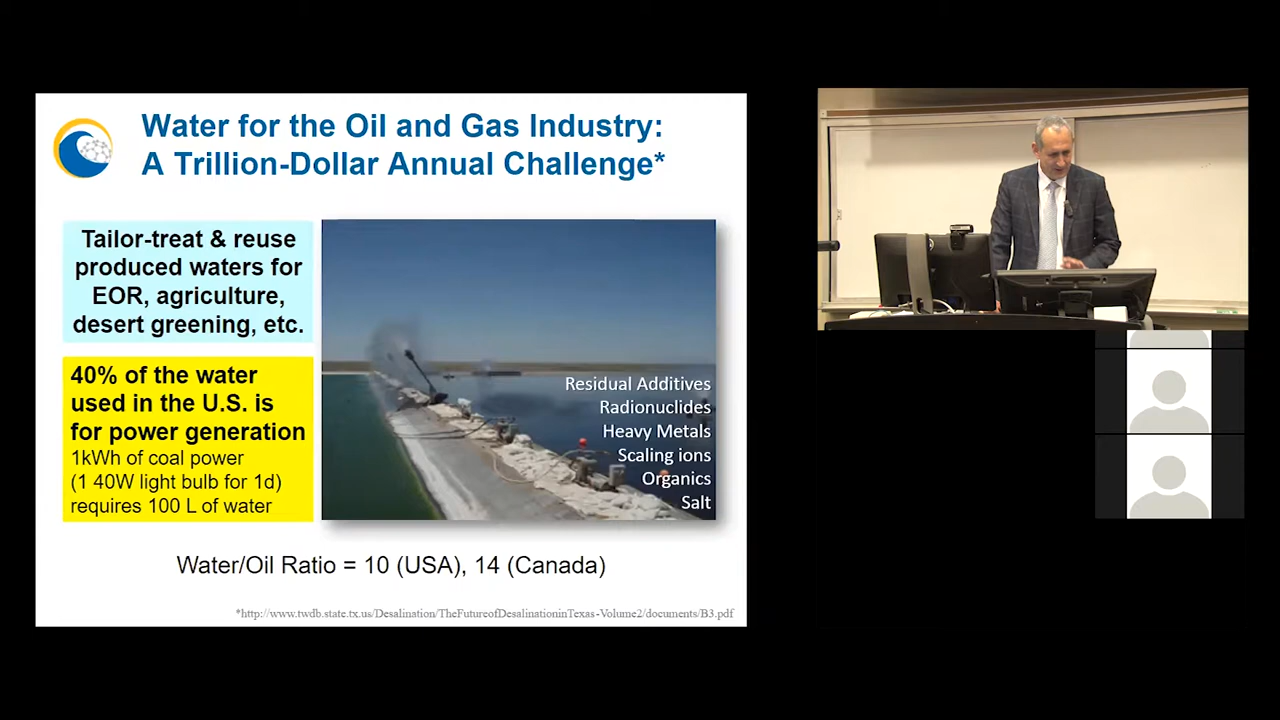 Water for the Oil and Gas Industry:
A Trillion-Dollar Annual Challenge*
Tailor-treat & reuse
produced waters for
EOR, agriculture,
desert greening, etc.
40% of the water
used in the U.S. is
for power generation
1kWh of coal power
(1 40W light bulb for 1d)
requires 100 L of water
Residual Additives
Radionuclides
Heavy Metals
Scaling ions
Organics
Salt
Water/Oil Ratio = 10 (USA), 14 (Canada)
*http://www.twdb.state.tx.us/Desalination/TheFutureofDesalinationinTexas-Volume2/documents/B3.pdf